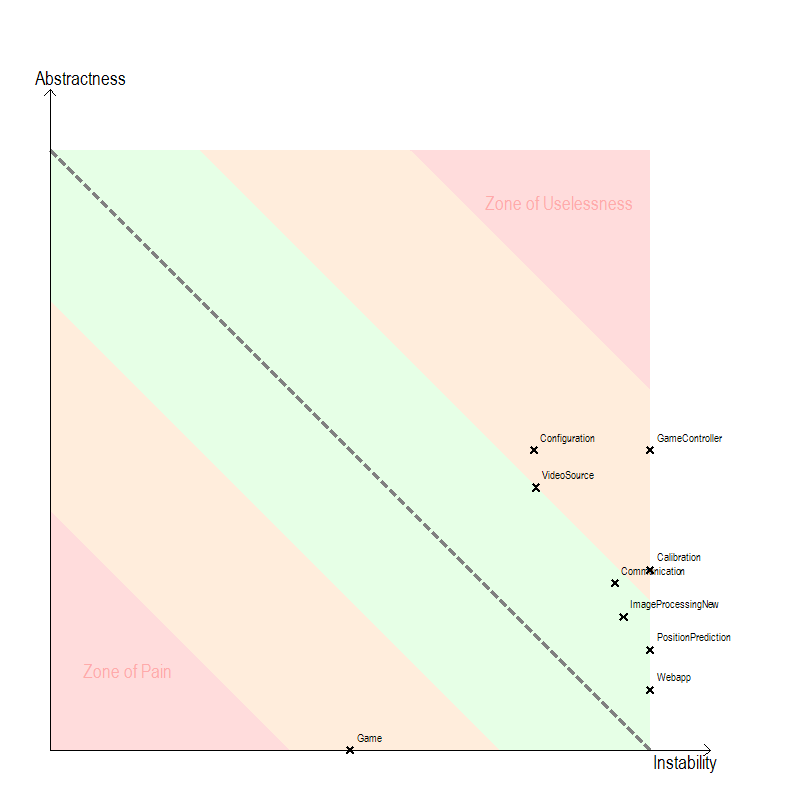 Abstractness
Zone of Uselessness
Configuration
GameController
VideoSource
Calibration
Communication
ImageProcessingNew
PositionPrediction
Zone of Pain
Webapp
Game
Instability